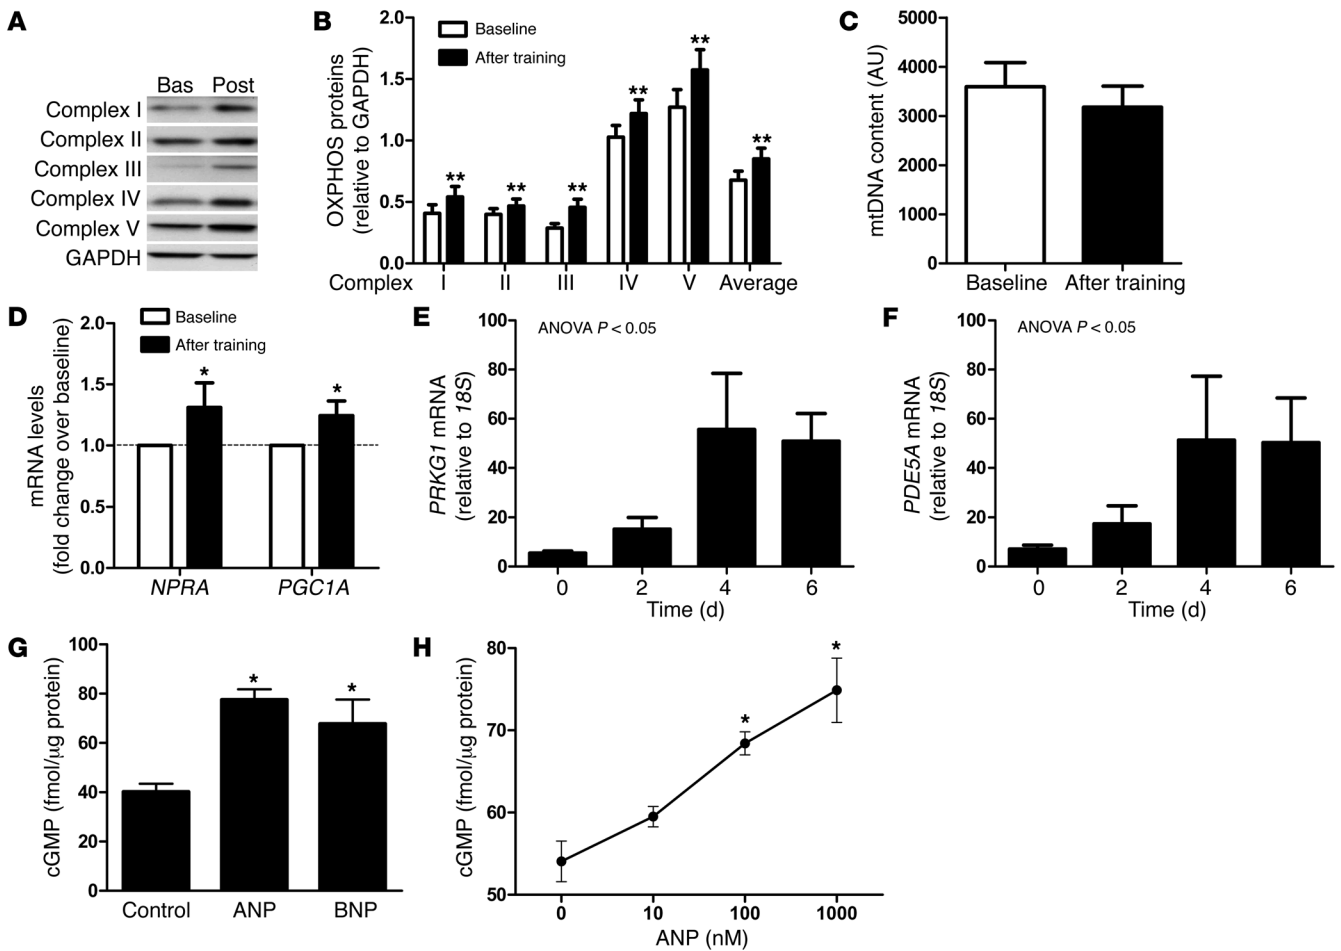 A
Bas Post
Complex I
Complex II
Complex III
Complex IV
Complex V
GAPDH
B
OXPHOS proteins
(relative to GAPDH)
2.0
1.5
1.0
0.5
0.0
Baseline
After training
**
**
**
**
**
**
Complex I II III IV V Average
C
mtDNA content (AU)
5000
4000
3000
2000
1000
0
Baseline After training
D
mRNA levels
(fold change over baseline)
2.0
1.5
1.0
0.5
0.0
Baseline
After training
*
*
NPRA PGC1A
E
ANOVA P < 0.05
PRKG1 mRNA
(relative to 18S)
100
80
60
40
20
0
0 2 4 6
Time (d)
F
ANOVA P < 0.05
PDE5A mRNA
(relative to 18S)
100
80
60
40
20
0
0 2 4 6
Time (d)
G
cGMP (fmol/μg protein)
100
80
60
40
20
0
*
*
Control ANP BNP
H
cGMP (fmol/μg protein)
80
70
60
50
*
*
0 10 100 1000
ANP (nM)